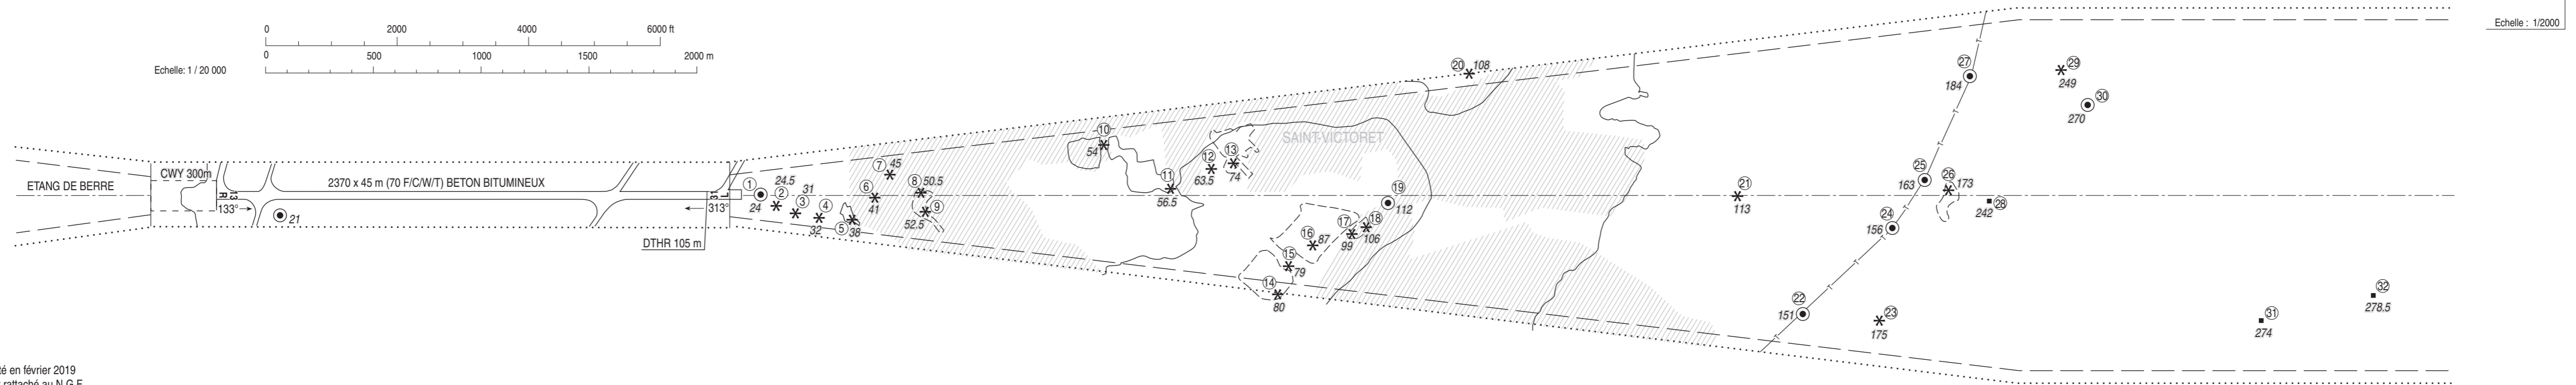 0 2000 4000 6000 ft
0 500 1000 1500 2000 m
Echelle: 1 / 20 000
Echelle : 1/2000
ETANG DE BERRE
CWY 300m
2370 x 45 m (70 F/C/W/T) BETON BITUMINEUX
13 R
133°
21
31 L
313°
DTHR 105 m
SAINT-VICTORET
1 24
2 24.5
3 31
4 32
5 38
6 41
7 45
8 50.5
9 52.5
10 54
11 56.5
12 63.5
13 74
14 80
15 79
16 87
17 99
18 106
19 112
20 108
21 113
22 151
23 175
24 156
25 163
26 173
27 184
28 242
29 249
30 270
31 274
32 278.5
té en février 2019
rattaché au N.G.F